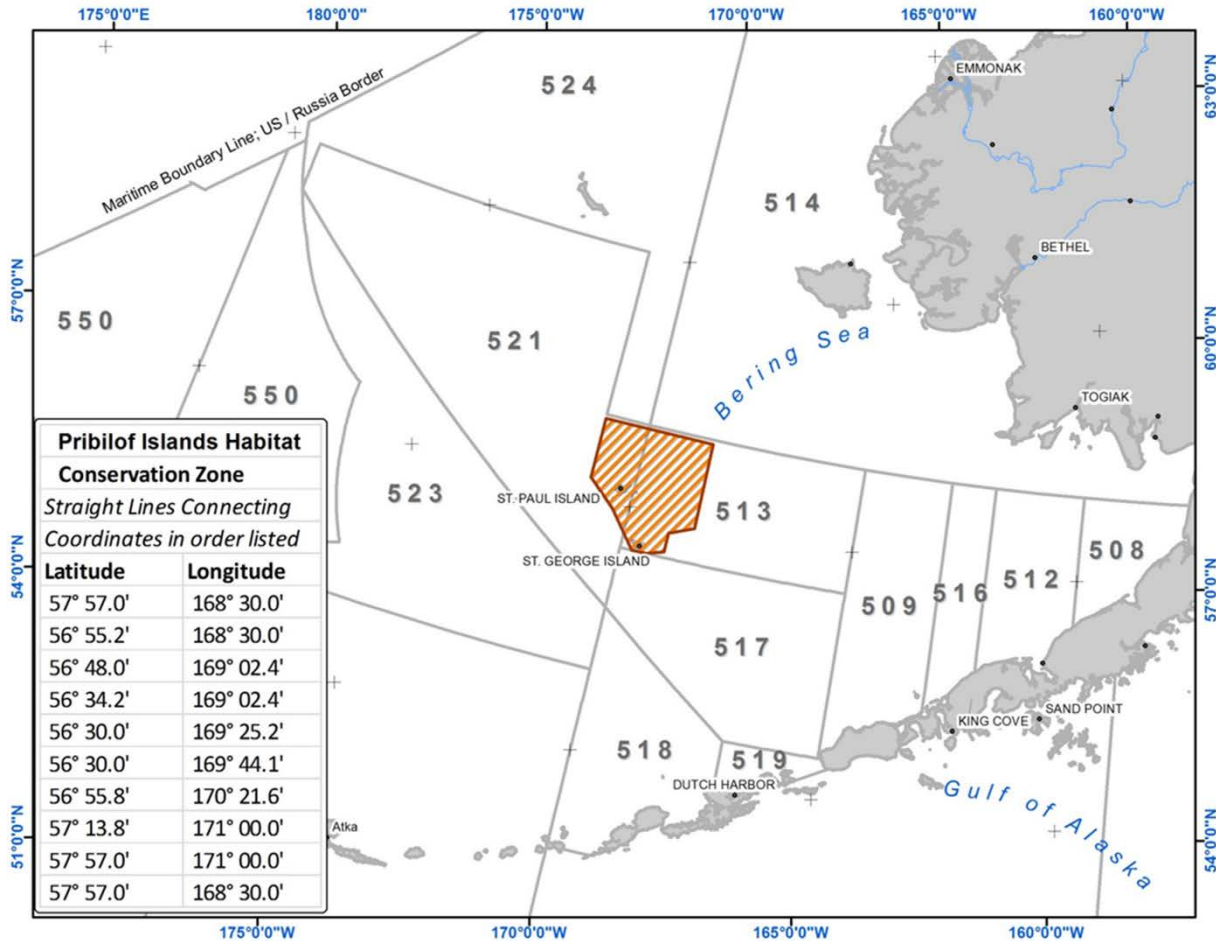 175°0'0"E 180°0'0" 175°0'0"W 170°0'0"W 165°0'0"W 160°0'0"W
Maritime Boundary Line; US / Russia Border
524
EMMONAK
63°0'0"N
514
BETHEL
57°0'0"N
550
521
Bering Sea
60°0'0"N
550
TOGIAK
523
ST. PAUL ISLAND
513
ST. GEORGE ISLAND
54°0'0"N
508
512
516
509
57°0'0"N
517
518
519
SAND POINT
KING COVE
DUTCH HARBOR
Gulf of Alaska
Atka
51°0'0"N
54°0'0"N
Pribilof Islands Habitat
Conservation Zone
Straight Lines Connecting
Coordinates in order listed
Latitude Longitude
57° 57.0' 168° 30.0'
56° 55.2' 168° 30.0'
56° 48.0' 169° 02.4'
56° 34.2' 169° 02.4'
56° 30.0' 169° 25.2'
56° 30.0' 169° 44.1'
56° 55.8' 170° 21.6'
57° 13.8' 171° 00.0'
57° 57.0' 171° 00.0'
57° 57.0' 168° 30.0'
175°0'0"W 170°0'0"W 165°0'0"W 160°0'0"W